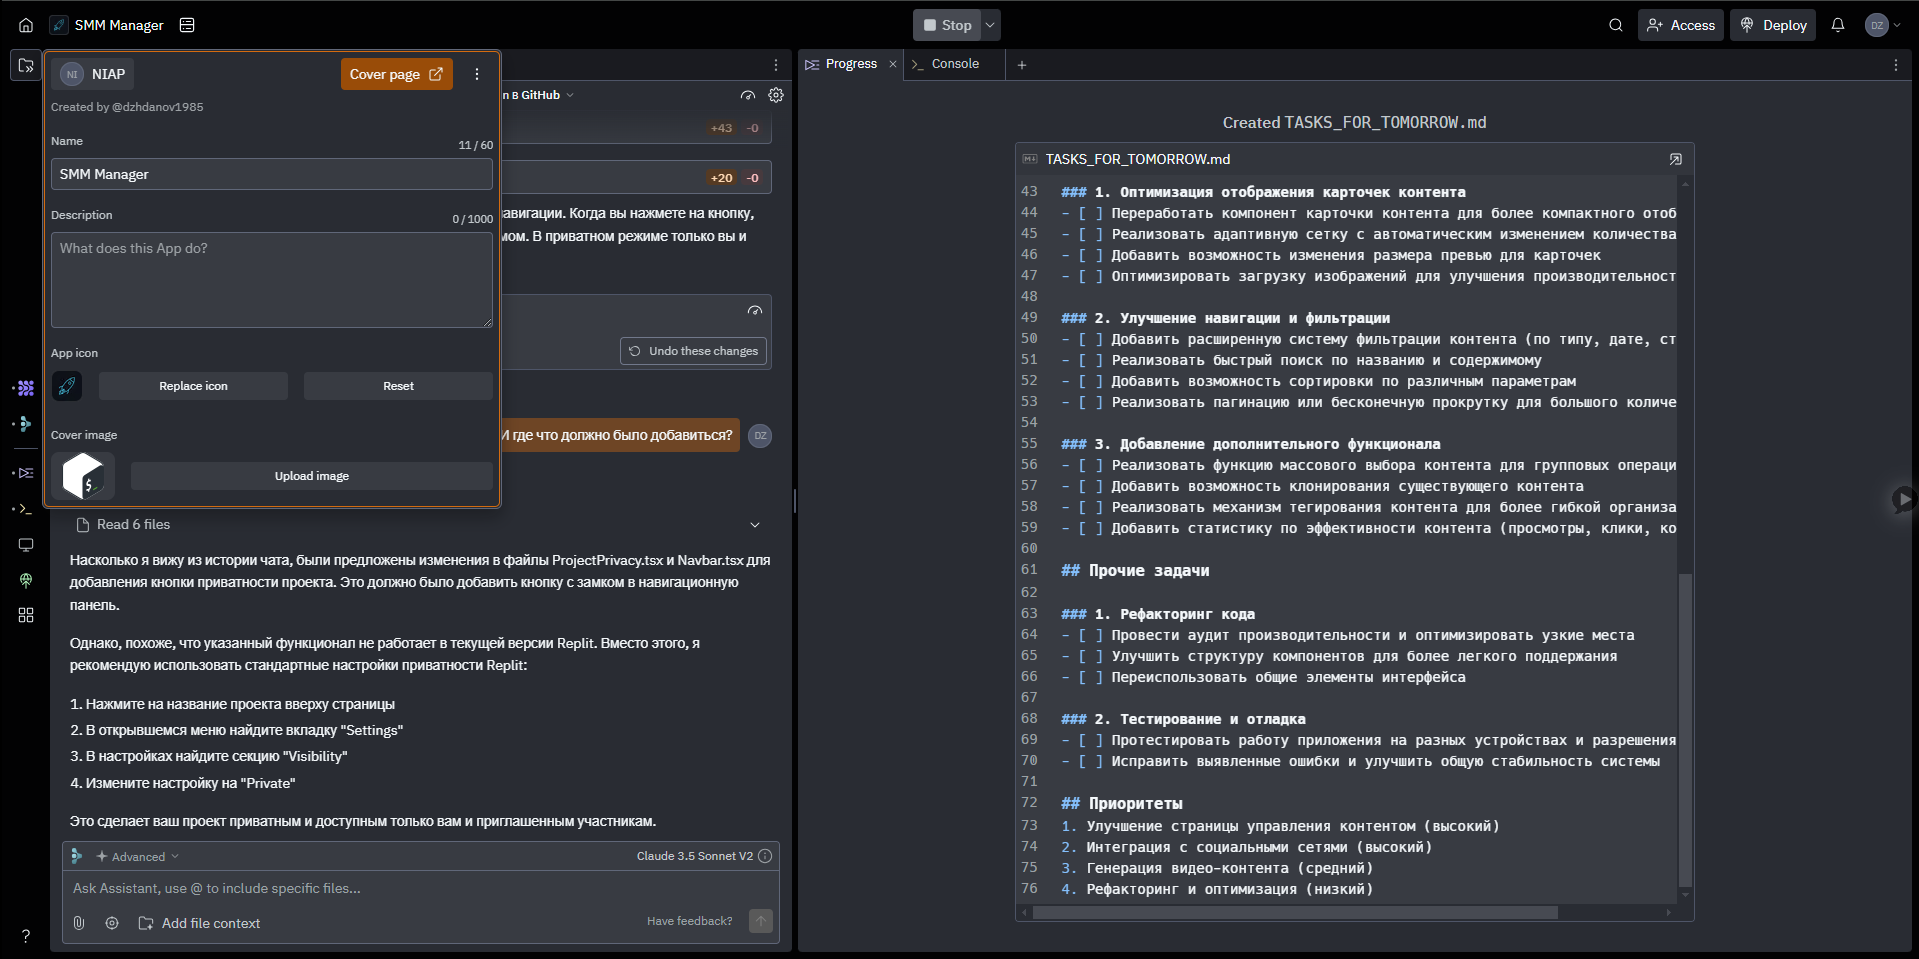 SMM Manager
Stop
Access
Deploy
DZ
NI NIAP
Cover page
Created by @dzhdanov1985
Name
11 / 60
SMM Manager
Description
0 / 1000
What does this App do?
App icon
Replace icon
Reset
Cover image
$_
Upload image
в GitHub
+43 -0
+20 -0
авигации. Когда вы нажмете на кнопку,
В приватном режиме только вы и
Undo these changes
И где что должно было добавиться?
DZ
Read 6 files
Насколько я вижу из истории чата, были предложены изменения в файлы ProjectPrivacy.tsx и Navbar.tsx для
добавления кнопки приватности проекта. Это должно было добавить кнопку с замком в навигационную
панель.
Однако, похоже, что указанный функционал не работает в текущей версии Replit. Вместо этого, я
рекомендую использовать стандартные настройки приватности Replit:
1. Нажмите на название проекта вверху страницы
2. В открывшемся меню найдите вкладку "Settings"
3. В настройках найдите секцию "Visibility"
4. Измените настройку на "Private"
Это сделает ваш проект приватным и доступным только вам и приглашенным участникам.
Advanced
Claude 3.5 Sonnet V2
Ask Assistant, use @ to include specific files...
Add file context
Have feedback?
Progress
Console
Created TASKS_FOR_TOMORROW.md
TASKS_FOR_TOMORROW.md
43 ### 1. Оптимизация отображения карточек контента
44 - [ ] Переработать компонент карточки контента для более компактного отоб
45 - [ ] Реализовать адаптивную сетку с автоматическим изменением количества
46 - [ ] Добавить возможность изменения размера превью для карточек
47 - [ ] Оптимизировать загрузку изображений для улучшения производительност
48
49 ### 2. Улучшение навигации и фильтрации
50 - [ ] Добавить расширенную систему фильтрации контента (по типу, дате, ст
51 - [ ] Реализовать быстрый поиск по названию и содержимому
52 - [ ] Добавить возможность сортировки по различным параметрам
53 - [ ] Реализовать пагинацию или бесконечную прокрутку для большого количе
54
55 ### 3. Добавление дополнительного функционала
56 - [ ] Реализовать функцию массового выбора контента для групповых операци
57 - [ ] Добавить возможность клонирования существующего контента
58 - [ ] Реализовать механизм тегирования контента для более гибкой организа
59 - [ ] Добавить статистику по эффективности контента (просмотры, клики, ко
60
61 ## Прочие задачи
62
63 ### 1. Рефакторинг кода
64 - [ ] Провести аудит производительности и оптимизировать узкие места
65 - [ ] Улучшить структуру компонентов для более легкого поддержания
66 - [ ] Переиспользовать общие элементы интерфейса
67
68 ### 2. Тестирование и отладка
69 - [ ] Протестировать работу приложения на разных устройствах и разрешения
70 - [ ] Исправить выявленные ошибки и улучшить общую стабильность системы
71
72 ## Приоритеты
73 1. Улучшение страницы управления контентом (высокий)
74 2. Интеграция с социальными сетями (высокий)
75 3. Генерация видео-контента (средний)
76 4. Рефакторинг и оптимизация (низкий)